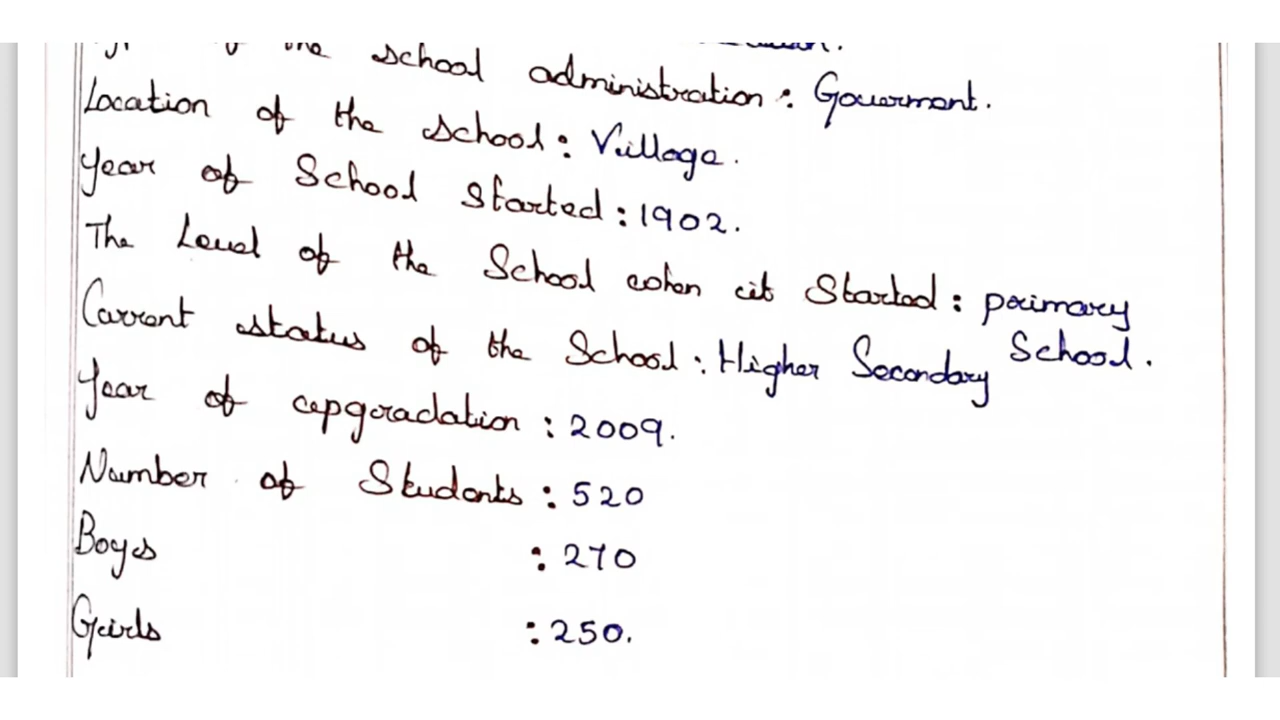 the school administration : Gouermont.
Location of the school : Village.
Year of School Started : 1902.
The Level of the School when it Started : primary School.
Current status of the School : Higher Secondary
Year of upgradation : 2009.
Number of Students : 520
Boys : 270
Girls : 250.